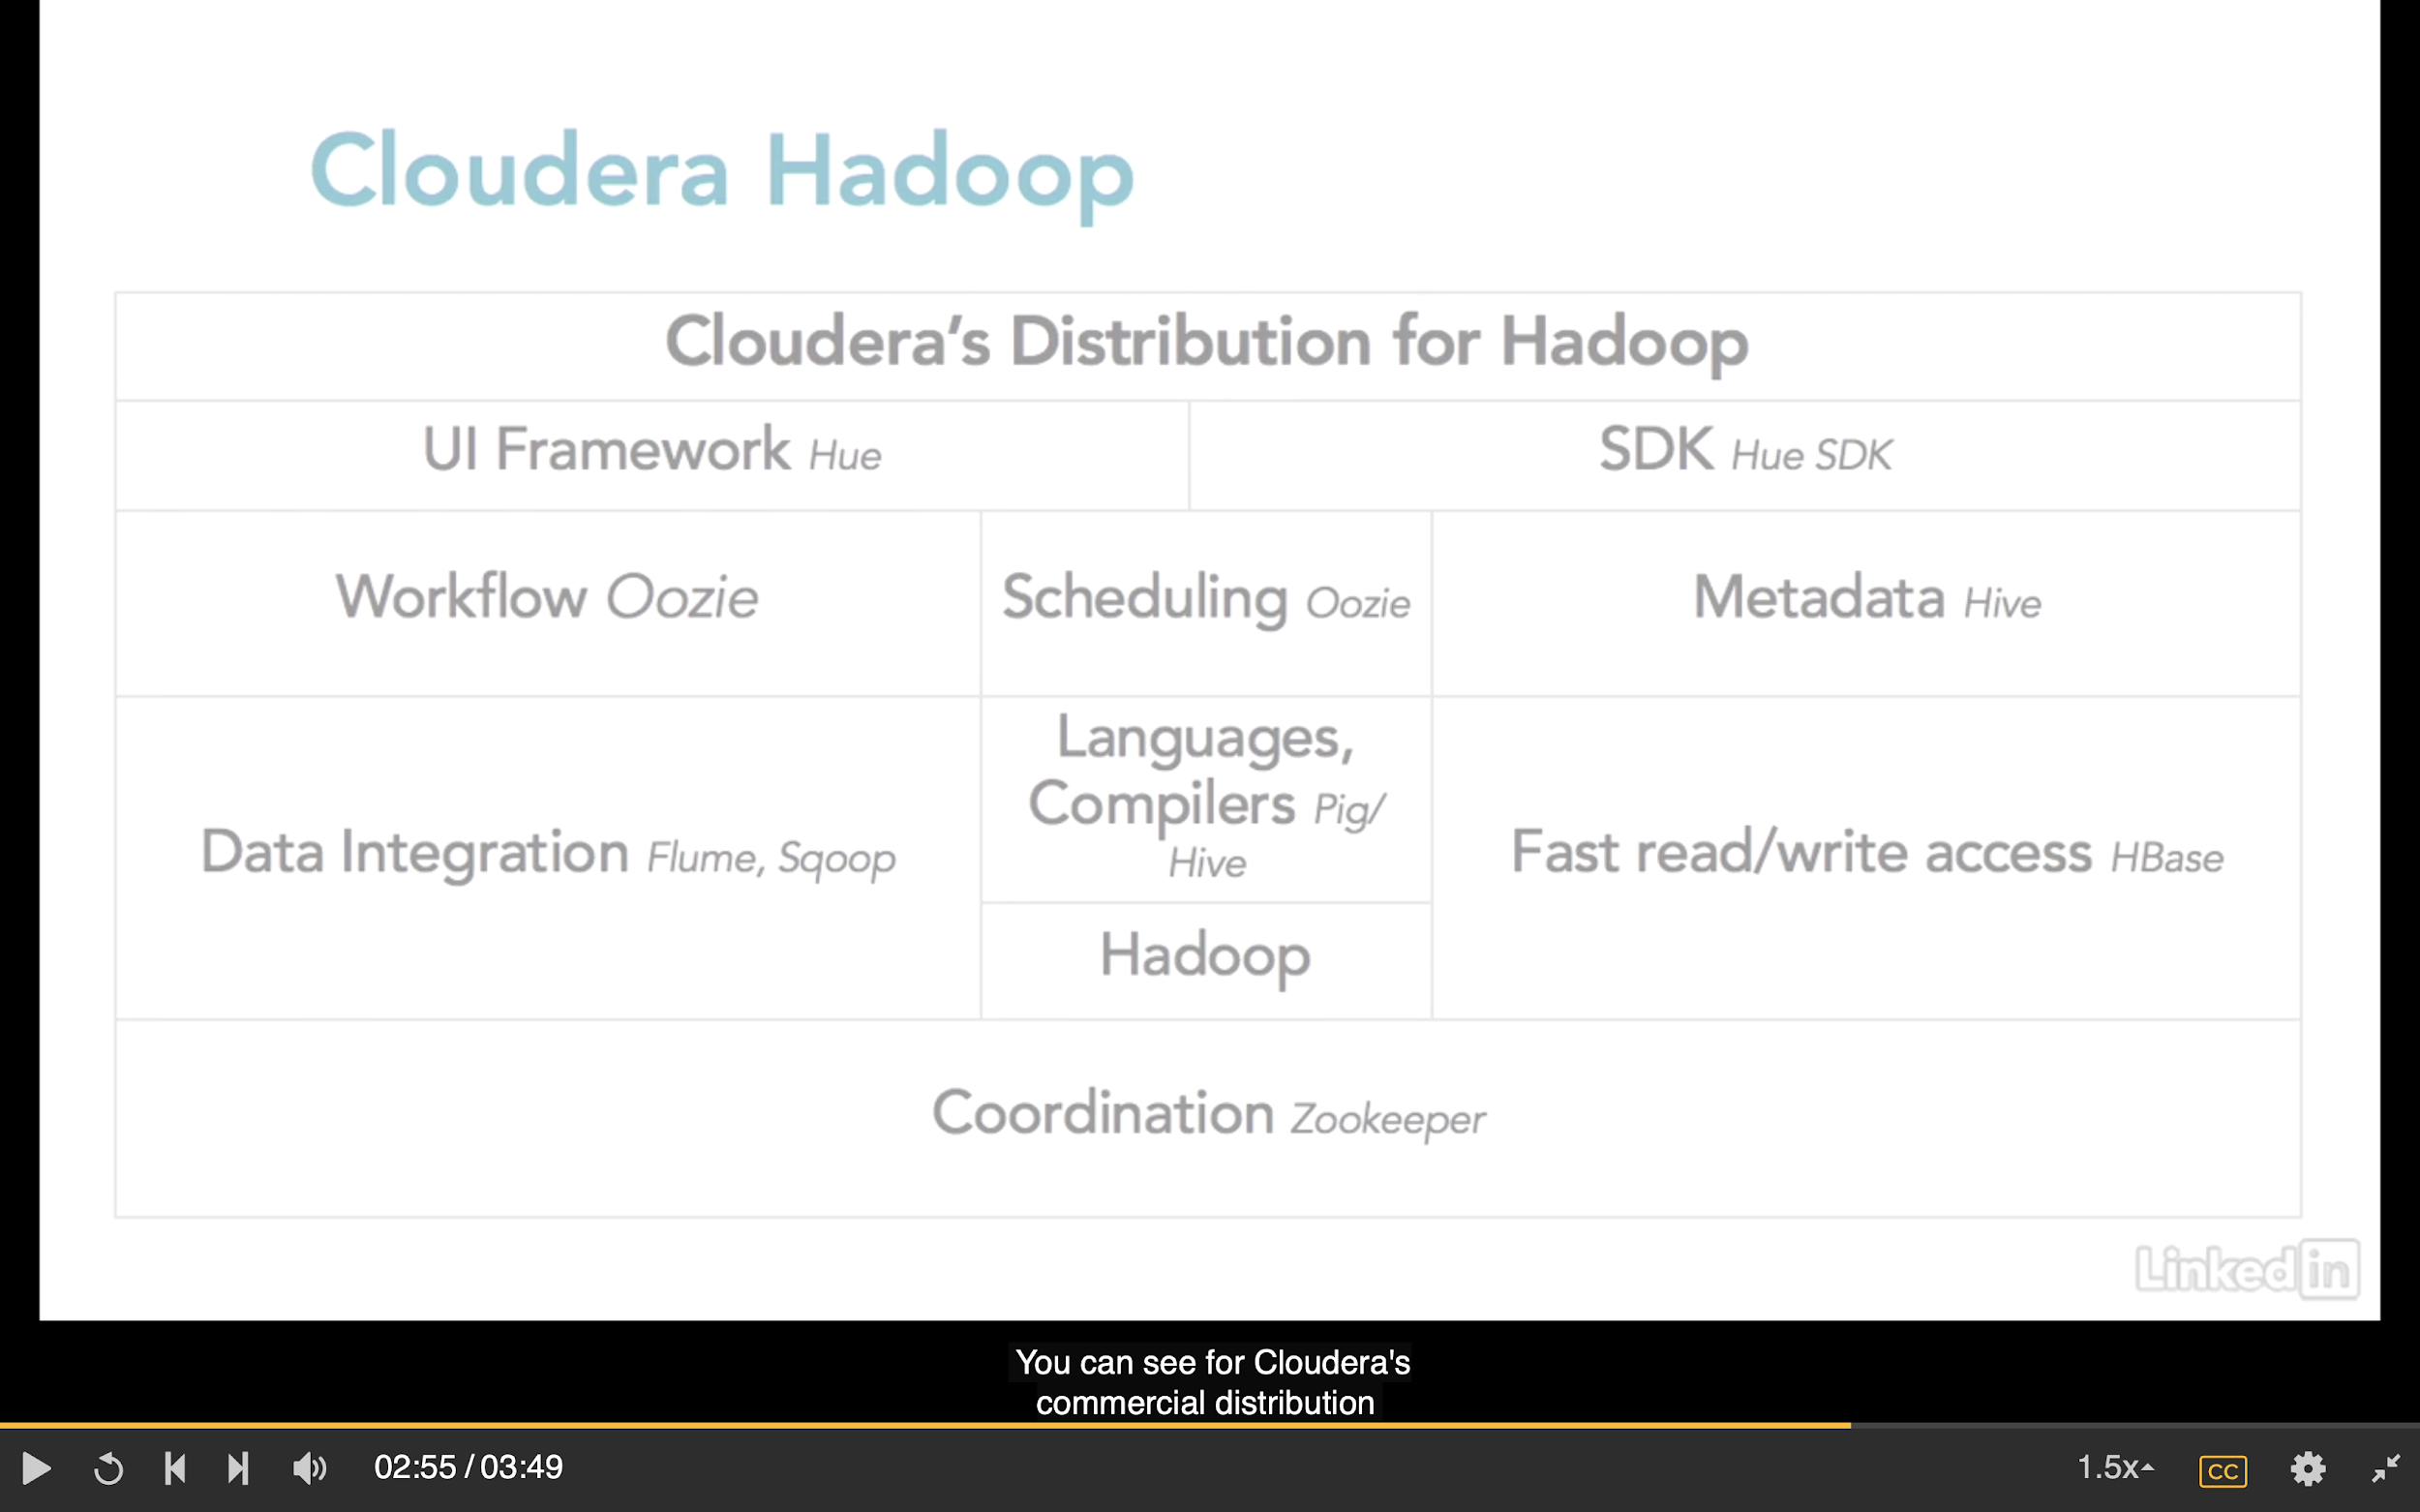 Cloudera Hadoop
Cloudera’s Distribution for Hadoop
UI Framework Hue
SDK Hue SDK
Workflow Oozie
Scheduling Oozie
Metadata Hive
Data Integration Flume, Sqoop
Languages,
Compilers Pig/
Hive
Hadoop
Fast read/write access HBase
Coordination Zookeeper
Linked in
You can see for Cloudera's
commercial distribution
02:55 / 03:49
1.5x
CC